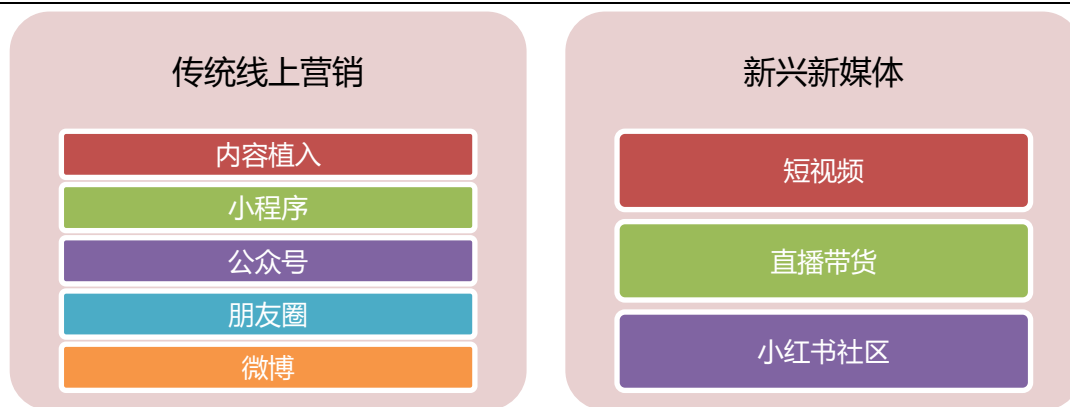 传统线上营销
内容植入
小程序
公众号
朋友圈
微博
新兴新媒体
短视频
直播带货
小红书社区